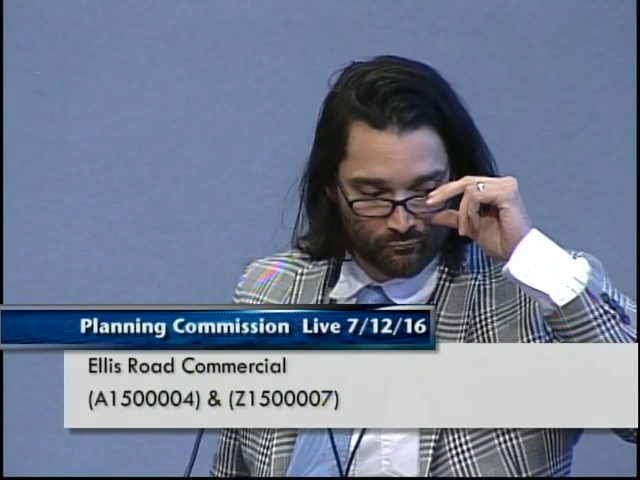 Planning Commission Live 7/12/16
Ellis Road Commercial
(A1500004) & (Z1500007)